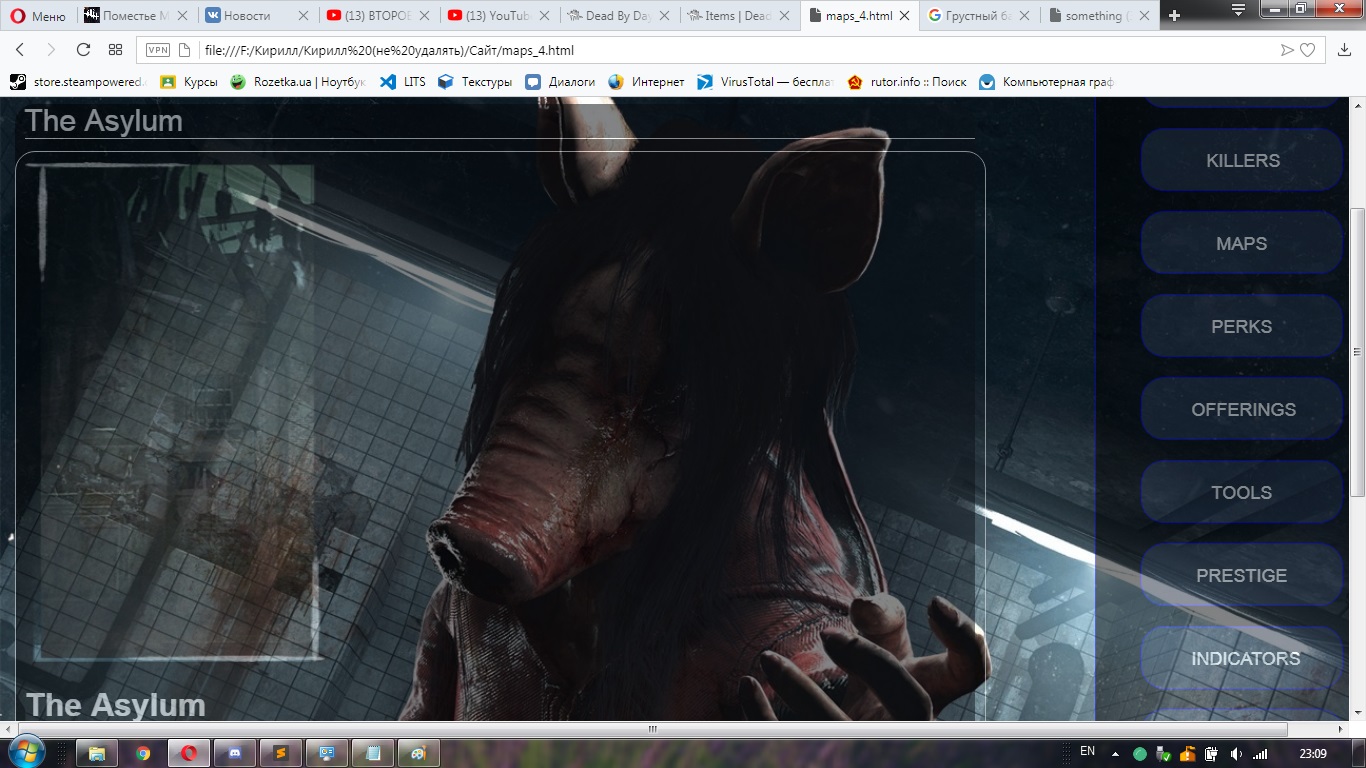 Меню
Поместье М
Новости
(13) ВТОРОЕ
(13) YouTub
Dead By Day
Items | Dead
maps_4.html
Грустный ба
something (
VPN
file:///F:/Кирилл/Кирилл%20(не%20удалять)/Сайт/maps_4.html
store.steampowered.
Курсы
Rozetka.ua | Ноутбук
LITS
Текстуры
Диалоги
Интернет
VirusTotal — бесплат
rutor.info :: Поиск
Компьютерная граф
The Asylum
KILLERS
MAPS
PERKS
OFFERINGS
TOOLS
PRESTIGE
INDICATORS
The Asylum
EN
23:09